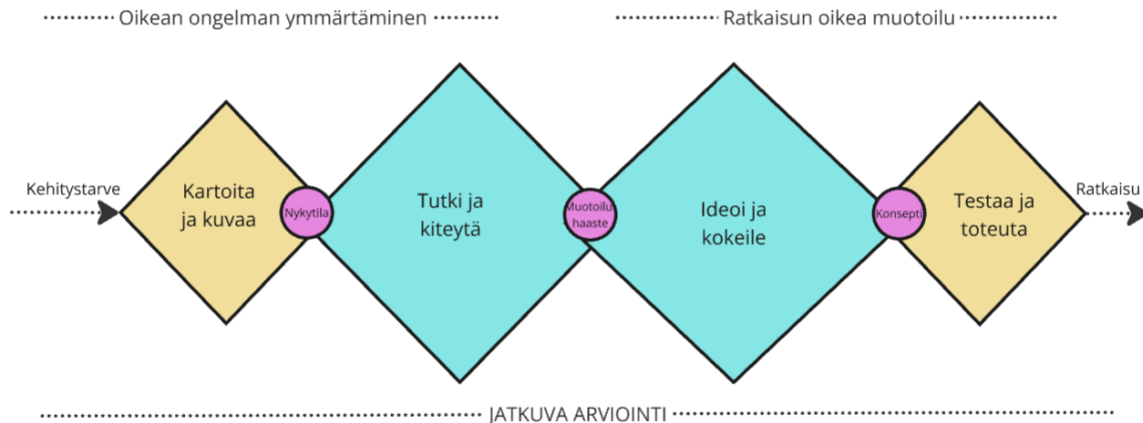 Oikean ongelman ymmärtäminen
Ratkaisun oikea muotoilu
Kehitystarve
Kartoita
ja kuvaa
Nykytila
Tutki ja
kiteytä
Muotoilu
haaste
Ideoi ja
kokeile
Konsepti
Testaa ja
toteuta
Ratkaisu
JATKUVA ARVIOINTI